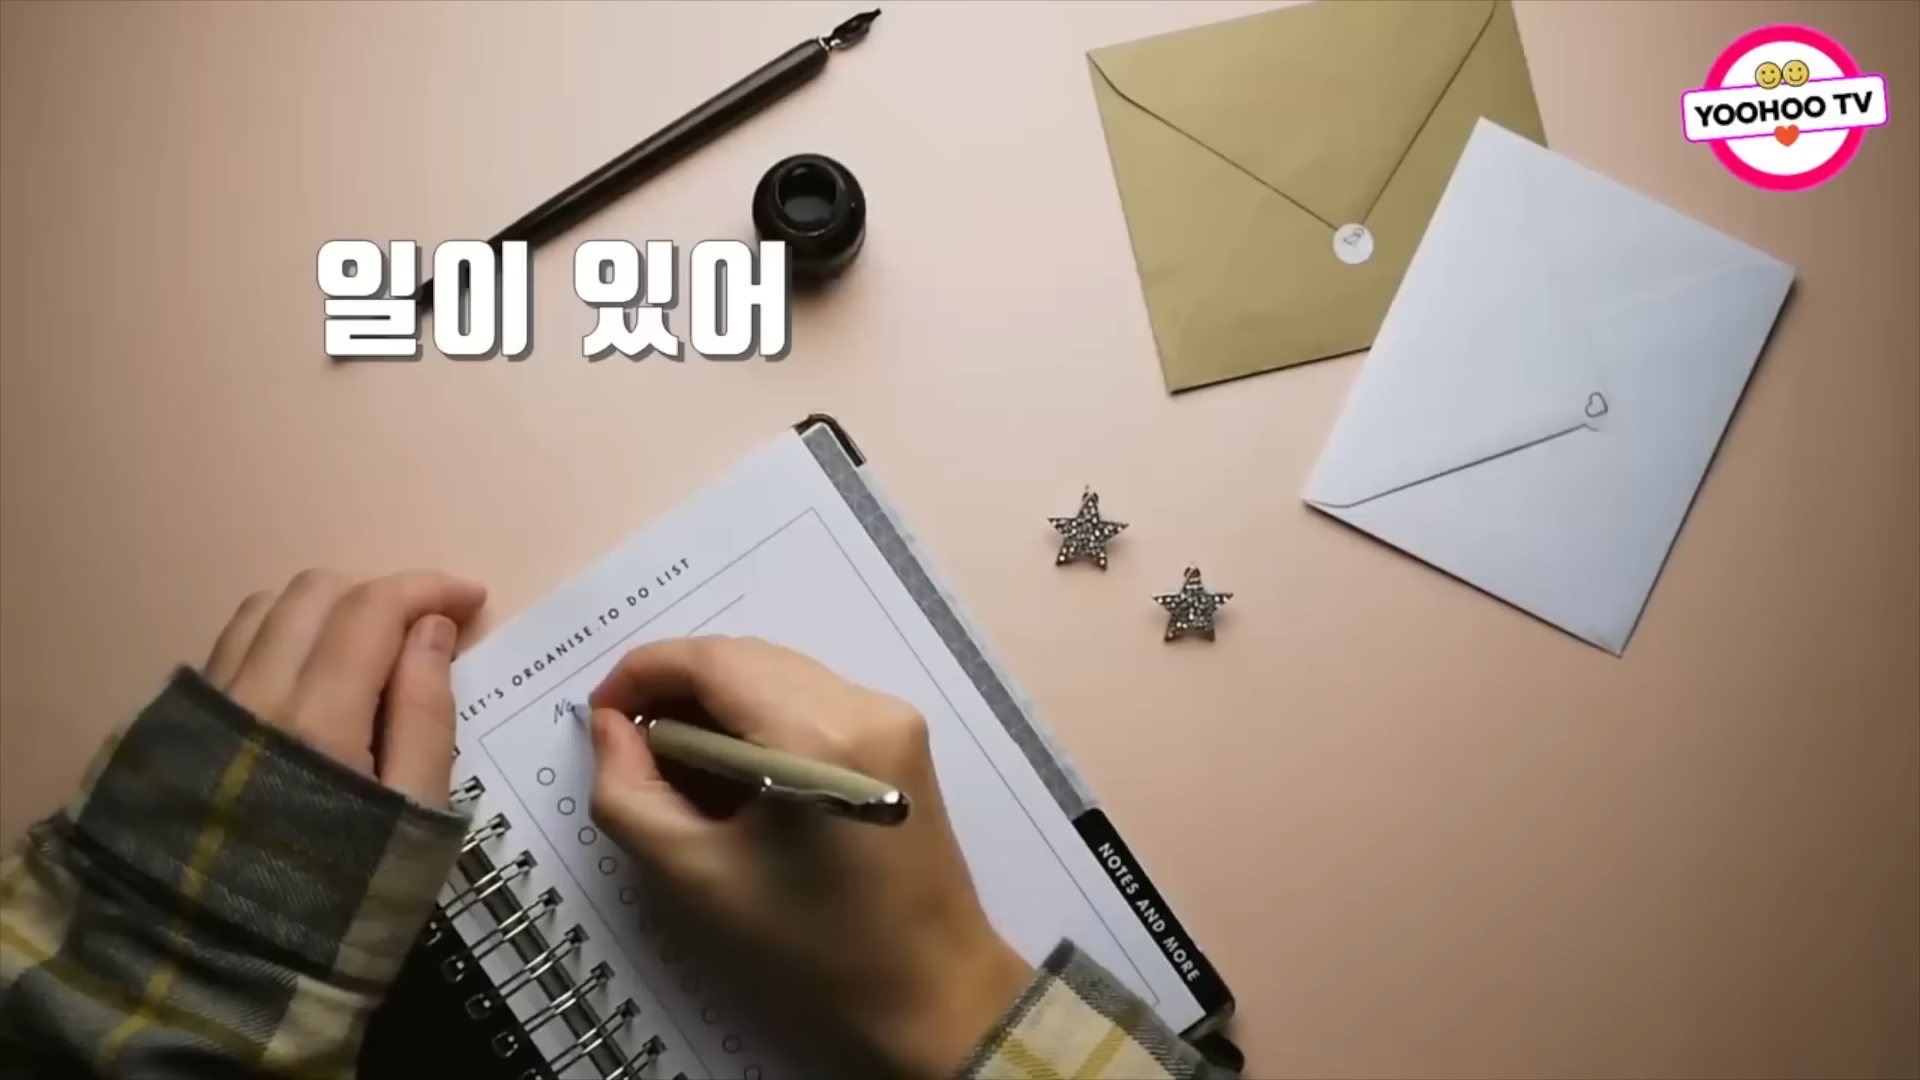 YOOHOO TV
일이 있어
LET'S ORGANISE.TO DO LIST
NOTES AND MORE